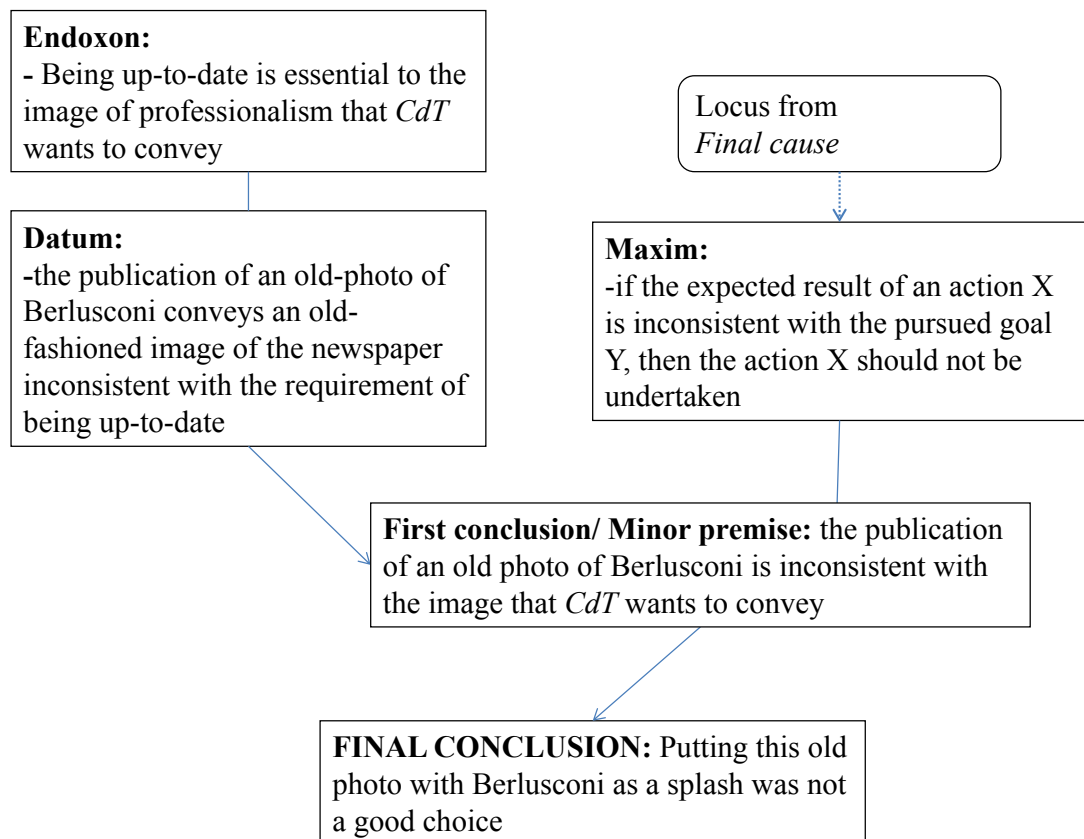 Endoxon:
- Being up-to-date is essential to the
image of professionalism that CdT
wants to convey
Locus from
Final cause
Datum:
-the publication of an old-photo of
Berlusconi conveys an old-
fashioned image of the newspaper
inconsistent with the requirement of
being up-to-date
Maxim:
-if the expected result of an action X
is inconsistent with the pursued goal
Y, then the action X should not be
undertaken
First conclusion/ Minor premise: the publication
of an old photo of Berlusconi is inconsistent with
the image that CdT wants to convey
FINAL CONCLUSION: Putting this old
photo with Berlusconi as a splash was not
a good choice